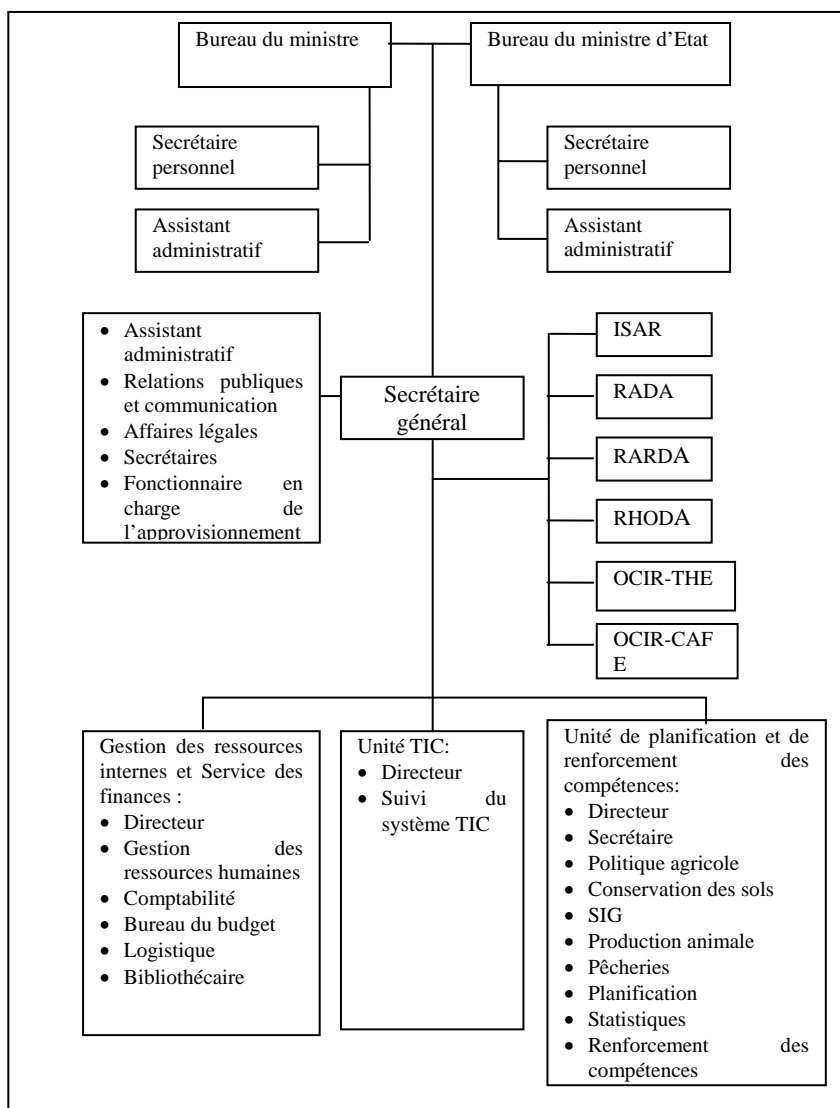 Bureau du ministre
Bureau du ministre d’Etat
Secrétaire
personnel
Secrétaire
personnel
Assistant
administratif
Assistant
administratif
• Assistant
administratif
• Relations publiques
et communication
• Affaires légales
• Secrétaires
• Fonctionnaire en
charge de
l’approvisionnement
Secrétaire
général
ISAR
RADA
RARDA
RHODA
OCIR-THE
OCIR-CAF
E
Gestion des ressources
internes et Service des
finances :
• Directeur
• Gestion des
ressources humaines
• Comptabilité
• Bureau du budget
• Logistique
• Bibliothécaire
Unité TIC:
• Directeur
• Suivi du
système TIC
Unité de planification et de
renforcement des
compétences:
• Directeur
• Secrétaire
• Politique agricole
• Conservation des sols
• SIG
• Production animale
• Pêcheries
• Planification
• Statistiques
• Renforcement des
compétences